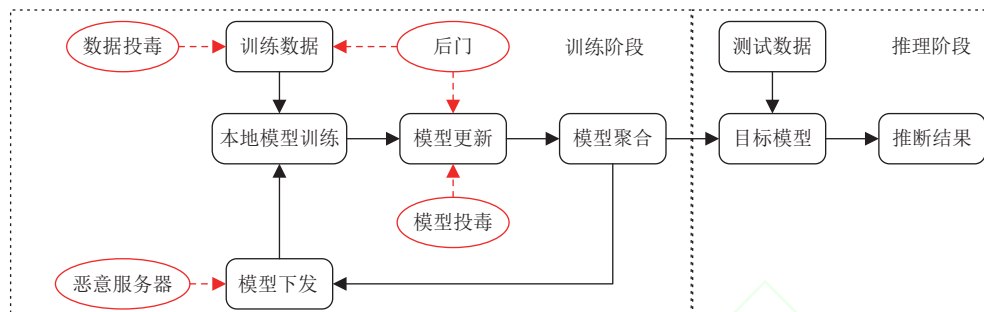 数据投毒
训练数据
后门
训练阶段
测试数据
推理阶段
本地模型训练
模型更新
模型聚合
目标模型
推断结果
模型投毒
恶意服务器
模型下发